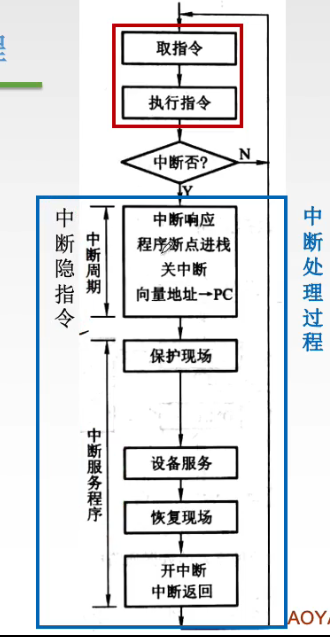 程
取指令
执行指令
中断否?
N
Y
中断响应
程序断点进栈
关中断
向量地址→PC
中断周期
中断隐指令
中断处理过程
保护现场
设备服务
恢复现场
开中断
中断返回
中断服务程序
AOYA